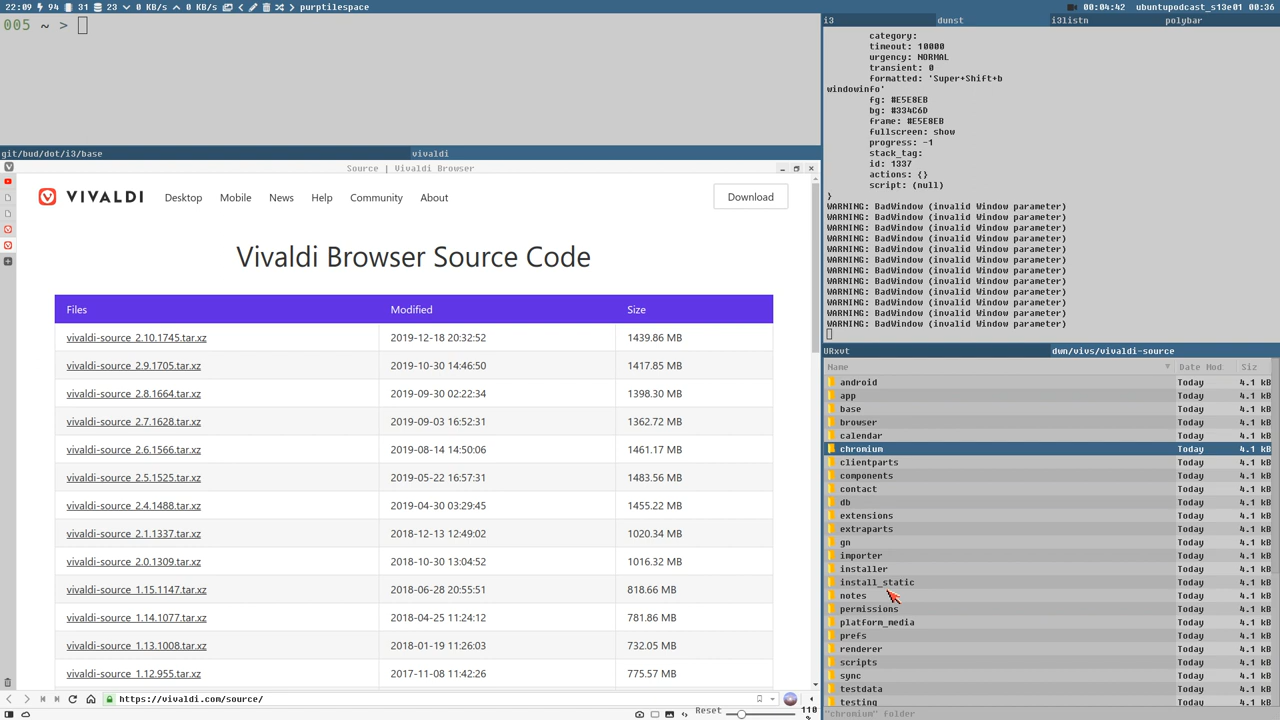 22:09 94 31 23 0 KB/s 0 KB/s purptilespace
00:04:42 ubuntupodcast_s13e01 00:36
005 ~ >
i3 dunst i3listn polybar
category:
timeout: 10000
urgency: NORMAL
transient: 0
formatted: 'Super+Shift+b
windowinfo'
fg: #E5E8EB
bg: #334C6D
frame: #E5E8EB
fullscreen: show
progress: -1
stack_tag:
id: 1337
actions: {}
script: (null)
}
WARNING: BadWindow (invalid Window parameter)
WARNING: BadWindow (invalid Window parameter)
WARNING: BadWindow (invalid Window parameter)
WARNING: BadWindow (invalid Window parameter)
WARNING: BadWindow (invalid Window parameter)
WARNING: BadWindow (invalid Window parameter)
WARNING: BadWindow (invalid Window parameter)
WARNING: BadWindow (invalid Window parameter)
WARNING: BadWindow (invalid Window parameter)
WARNING: BadWindow (invalid Window parameter)
WARNING: BadWindow (invalid Window parameter)
WARNING: BadWindow (invalid Window parameter)
git/bud/dot/i3/base vivaldi
Source | Vivaldi Browser
VIVALDI Desktop Mobile News Help Community About Download
Vivaldi Browser Source Code
Files Modified Size
vivaldi-source_2.10.1745.tar.xz 2019-12-18 20:32:52 1439.86 MB
vivaldi-source_2.9.1705.tar.xz 2019-10-30 14:46:50 1417.85 MB
vivaldi-source_2.8.1664.tar.xz 2019-09-03 02:22:34 1398.30 MB
vivaldi-source_2.7.1628.tar.xz 2019-09-03 16:52:31 1362.72 MB
vivaldi-source_2.6.1566.tar.xz 2019-08-14 14:50:06 1461.17 MB
vivaldi-source_2.5.1525.tar.xz 2019-05-22 16:57:31 1483.56 MB
vivaldi-source_2.4.1488.tar.xz 2019-04-30 03:29:45 1455.22 MB
vivaldi-source_2.1.1337.tar.xz 2018-12-13 12:49:02 1020.34 MB
vivaldi-source_2.0.1309.tar.xz 2018-10-30 13:04:52 1016.32 MB
vivaldi-source_1.15.1147.tar.xz 2018-06-28 20:55:51 818.66 MB
vivaldi-source_1.14.1077.tar.xz 2018-04-25 11:24:12 781.86 MB
vivaldi-source_1.13.1008.tar.xz 2018-01-19 11:26:03 732.05 MB
vivaldi-source_1.12.955.tar.xz 2017-11-08 11:42:26 775.57 MB
https://vivaldi.com/source/
Reset 110 %
URxvt dwn/vivs/vivaldi-source
Name Date Mod Siz
android Today 4.1 kB
app Today 4.1 kB
base Today 4.1 kB
browser Today 4.1 kB
calendar Today 4.1 kB
chromium Today 4.1 kB
clientparts Today 4.1 kB
components Today 4.1 kB
contact Today 4.1 kB
db Today 4.1 kB
extensions Today 4.1 kB
extraparts Today 4.1 kB
gn Today 4.1 kB
importer Today 4.1 kB
installer Today 4.1 kB
install_static Today 4.1 kB
notes Today 4.1 kB
permissions Today 4.1 kB
platform_media Today 4.1 kB
prefs Today 4.1 kB
renderer Today 4.1 kB
scripts Today 4.1 kB
sync Today 4.1 kB
testdata Today 4.1 kB
testing Today 4.1 kB
"chromium" folder